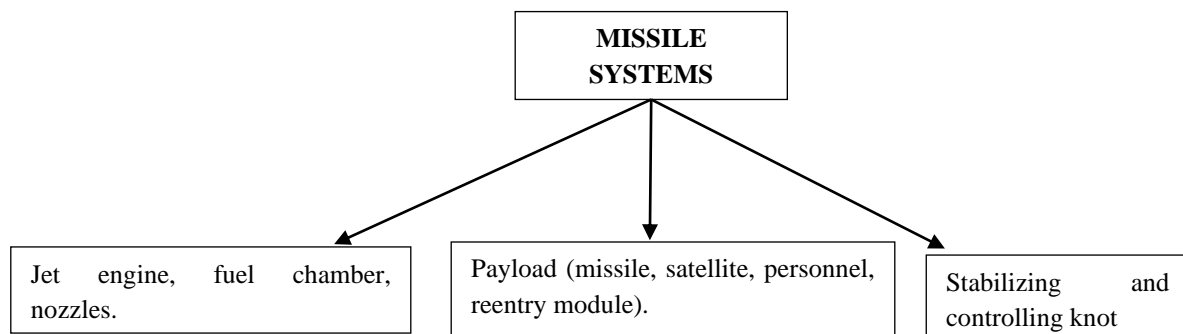 MISSILE
SYSTEMS
Jet engine, fuel chamber,
nozzles.
Payload (missile, satellite, personnel,
reentry module).
Stabilizing and
controlling knot